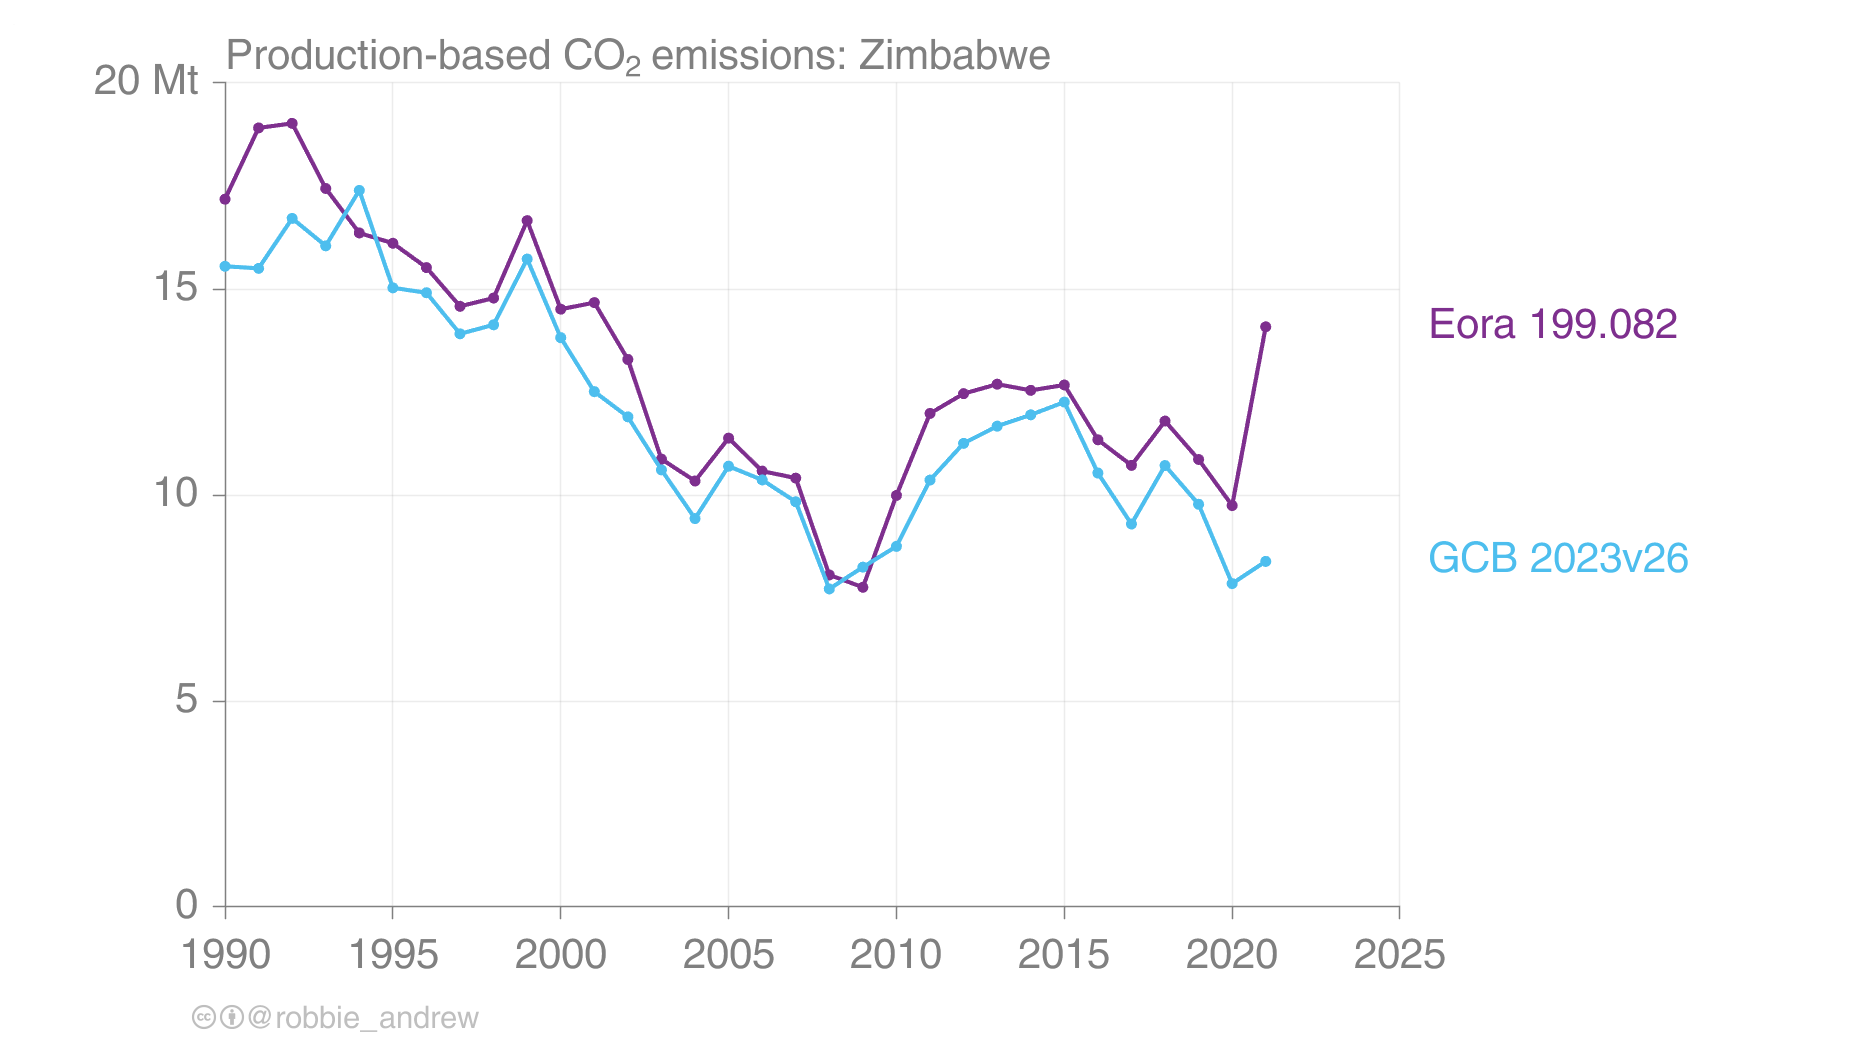 Production-based CO₂ emissions: Zimbabwe
20 Mt
15
10
5
0
1990 1995 2000 2005 2010 2015 2020 2025
Eora 199.082
GCB 2023v26
@robbie_andrew